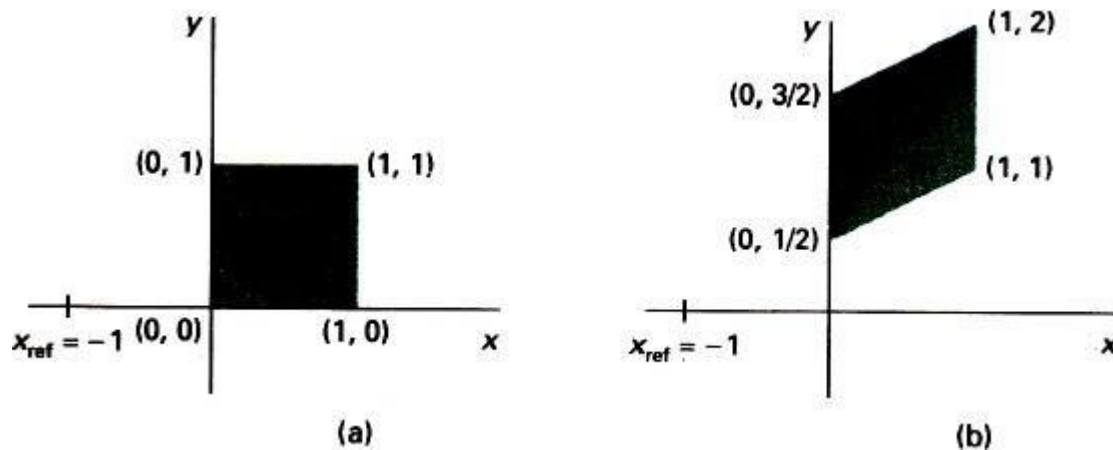 y
(0, 1)
(1, 1)
x_ref = −1
(0, 0)
(1, 0)
x
(a)
y
(1, 2)
(0, 3/2)
(1, 1)
(0, 1/2)
x_ref = −1
x
(b)